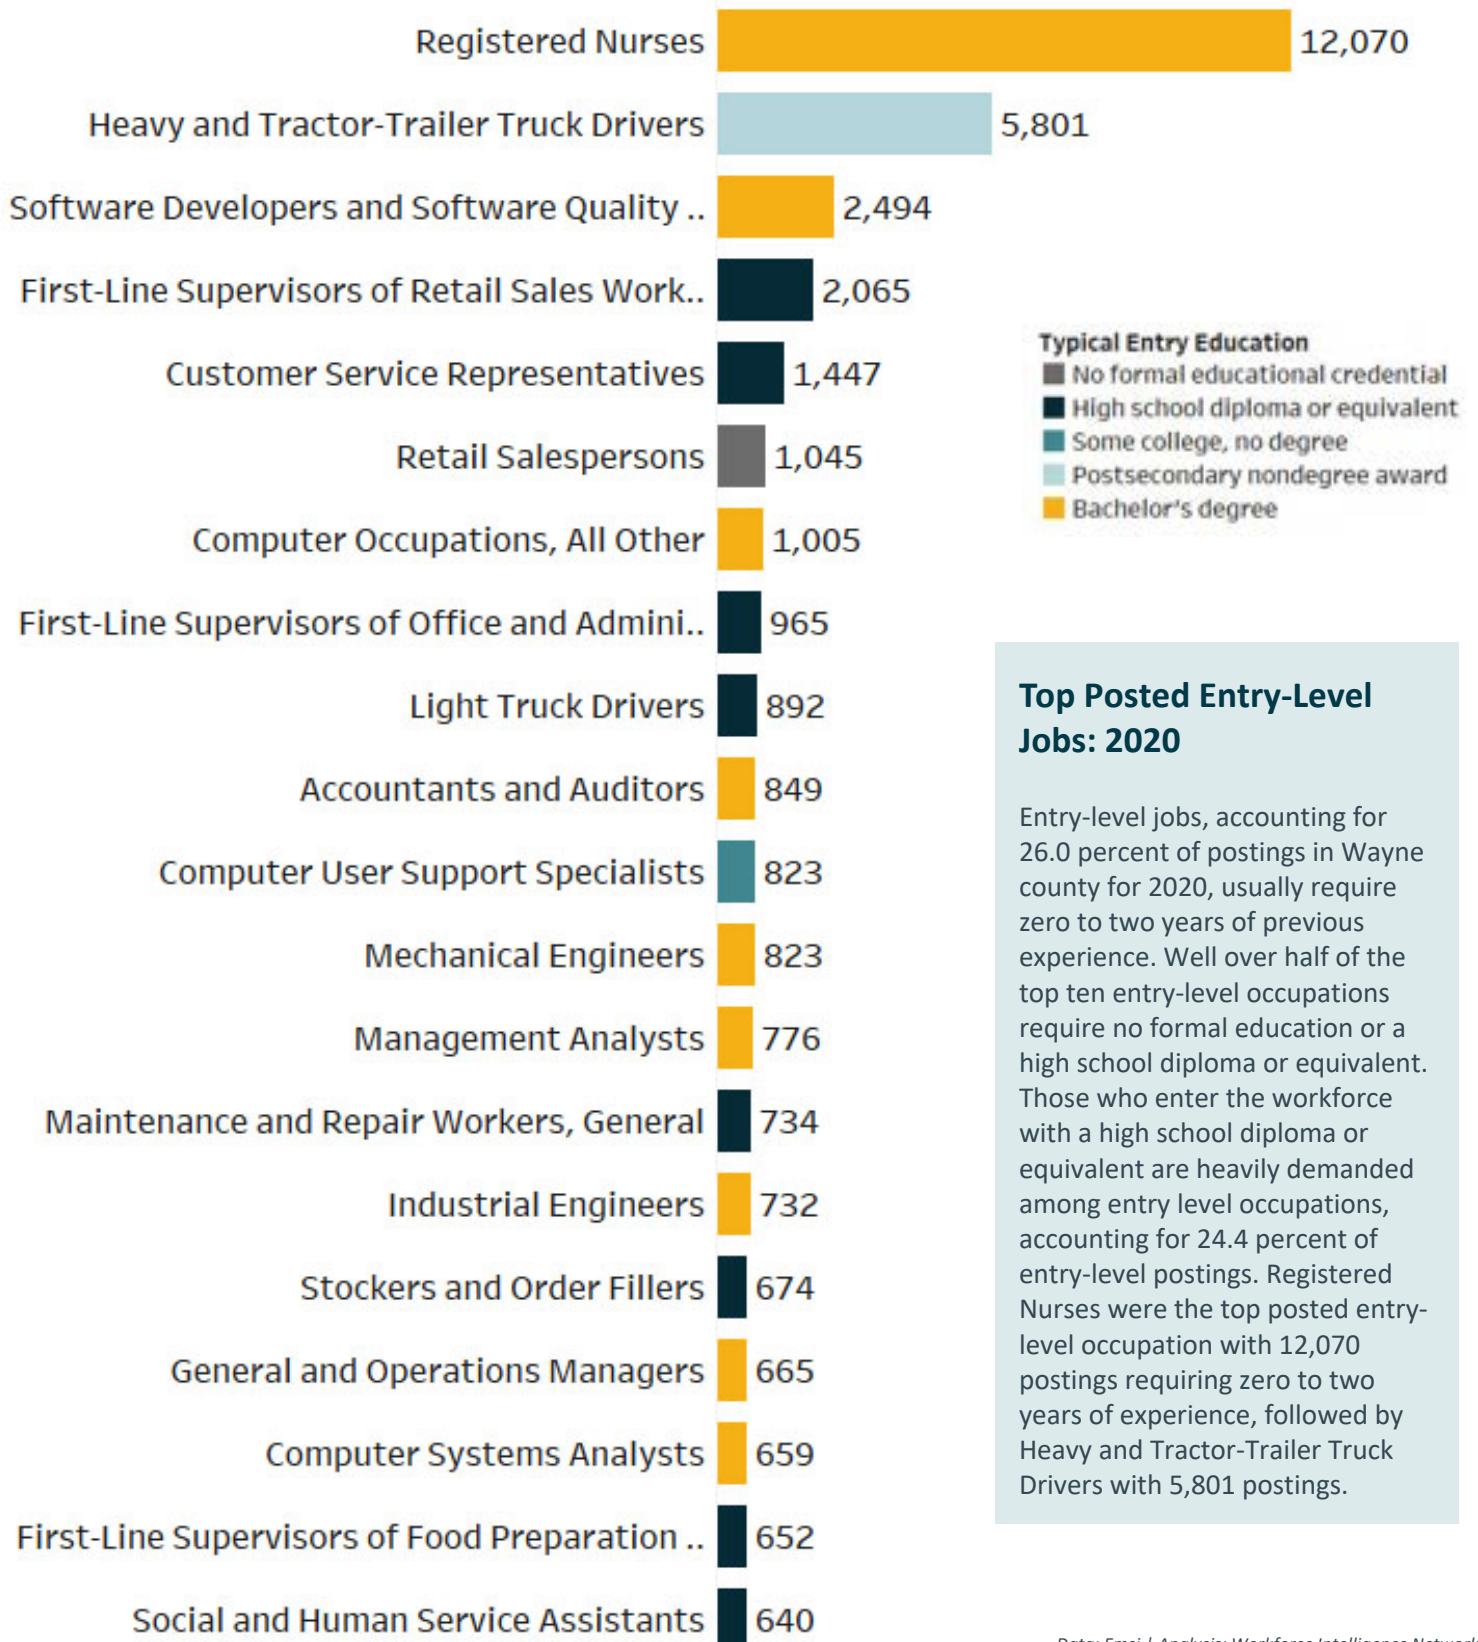 Registered Nurses 12,070
Heavy and Tractor-Trailer Truck Drivers 5,801
Software Developers and Software Quality .. 2,494
First-Line Supervisors of Retail Sales Work.. 2,065
Customer Service Representatives 1,447
Retail Salespersons 1,045
Computer Occupations, All Other 1,005
First-Line Supervisors of Office and Admini.. 965
Light Truck Drivers 892
Accountants and Auditors 849
Computer User Support Specialists 823
Mechanical Engineers 823
Management Analysts 776
Maintenance and Repair Workers, General 734
Industrial Engineers 732
Stockers and Order Fillers 674
General and Operations Managers 665
Computer Systems Analysts 659
First-Line Supervisors of Food Preparation .. 652
Social and Human Service Assistants 640
Typical Entry Education
No formal educational credential
High school diploma or equivalent
Some college, no degree
Postsecondary nondegree award
Bachelor's degree
Top Posted Entry-Level
Jobs: 2020
Entry-level jobs, accounting for
26.0 percent of postings in Wayne
county for 2020, usually require
zero to two years of previous
experience. Well over half of the
top ten entry-level occupations
require no formal education or a
high school diploma or equivalent.
Those who enter the workforce
with a high school diploma or
equivalent are heavily demanded
among entry level occupations,
accounting for 24.4 percent of
entry-level postings. Registered
Nurses were the top posted entry-
level occupation with 12,070
postings requiring zero to two
years of experience, followed by
Heavy and Tractor-Trailer Truck
Drivers with 5,801 postings.
Data: Emsi | Analysis: Workforce Intelligence Network